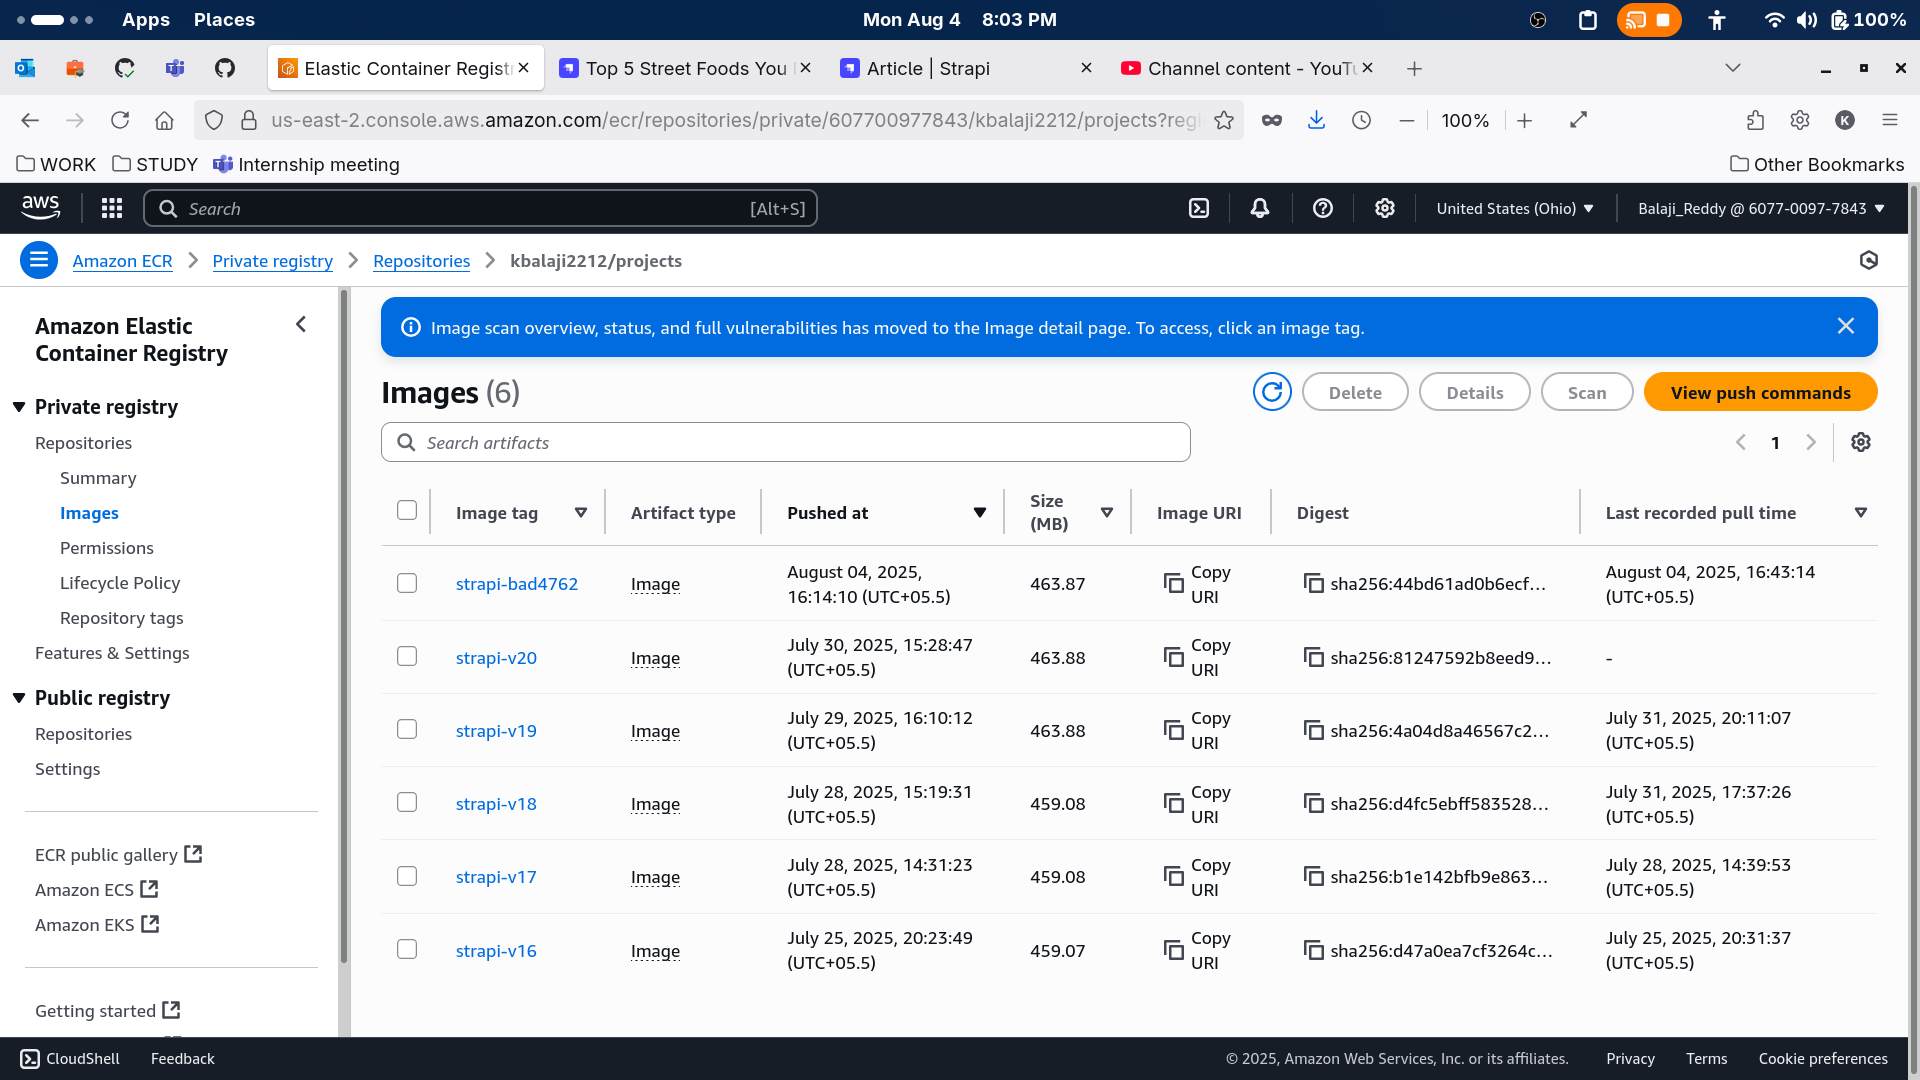 Apps Places Mon Aug 4 8:03 PM 100%
Elastic Container Registr Top 5 Street Foods You Article | Strapi Channel content - YouTu
us-east-2.console.aws.amazon.com/ecr/repositories/private/607700977843/kbalaji2212/projects?regi 100% K
WORK STUDY Internship meeting Other Bookmarks
aws Search [Alt+S] United States (Ohio) Balaji_Reddy @ 6077-0097-7843
Amazon ECR Private registry Repositories kbalaji2212/projects
Amazon Elastic
Container Registry
Private registry
Repositories
Summary
Images
Permissions
Lifecycle Policy
Repository tags
Features & Settings
Public registry
Repositories
Settings
ECR public gallery
Amazon ECS
Amazon EKS
Getting started
Image scan overview, status, and full vulnerabilities has moved to the Image detail page. To access, click an image tag.
Images (6) Delete Details Scan View push commands
Search artifacts 1
Image tag Artifact type Pushed at Size (MB) Image URI Digest Last recorded pull time
strapi-bad4762 Image August 04, 2025, 16:14:10 (UTC+05.5) 463.87 Copy URI sha256:44bd61ad0b6ecf... August 04, 2025, 16:43:14 (UTC+05.5)
strapi-v20 Image July 30, 2025, 15:28:47 (UTC+05.5) 463.88 Copy URI sha256:81247592b8eed9... -
strapi-v19 Image July 29, 2025, 16:10:12 (UTC+05.5) 463.88 Copy URI sha256:4a04d8a46567c2... July 31, 2025, 20:11:07 (UTC+05.5)
strapi-v18 Image July 28, 2025, 15:19:31 (UTC+05.5) 459.08 Copy URI sha256:d4fc5ebff583528... July 31, 2025, 17:37:26 (UTC+05.5)
strapi-v17 Image July 28, 2025, 14:31:23 (UTC+05.5) 459.08 Copy URI sha256:b1e142bfb9e863... July 28, 2025, 14:39:53 (UTC+05.5)
strapi-v16 Image July 25, 2025, 20:23:49 (UTC+05.5) 459.07 Copy URI sha256:d47a0ea7cf3264c... July 25, 2025, 20:31:37 (UTC+05.5)
CloudShell Feedback © 2025, Amazon Web Services, Inc. or its affiliates. Privacy Terms Cookie preferences